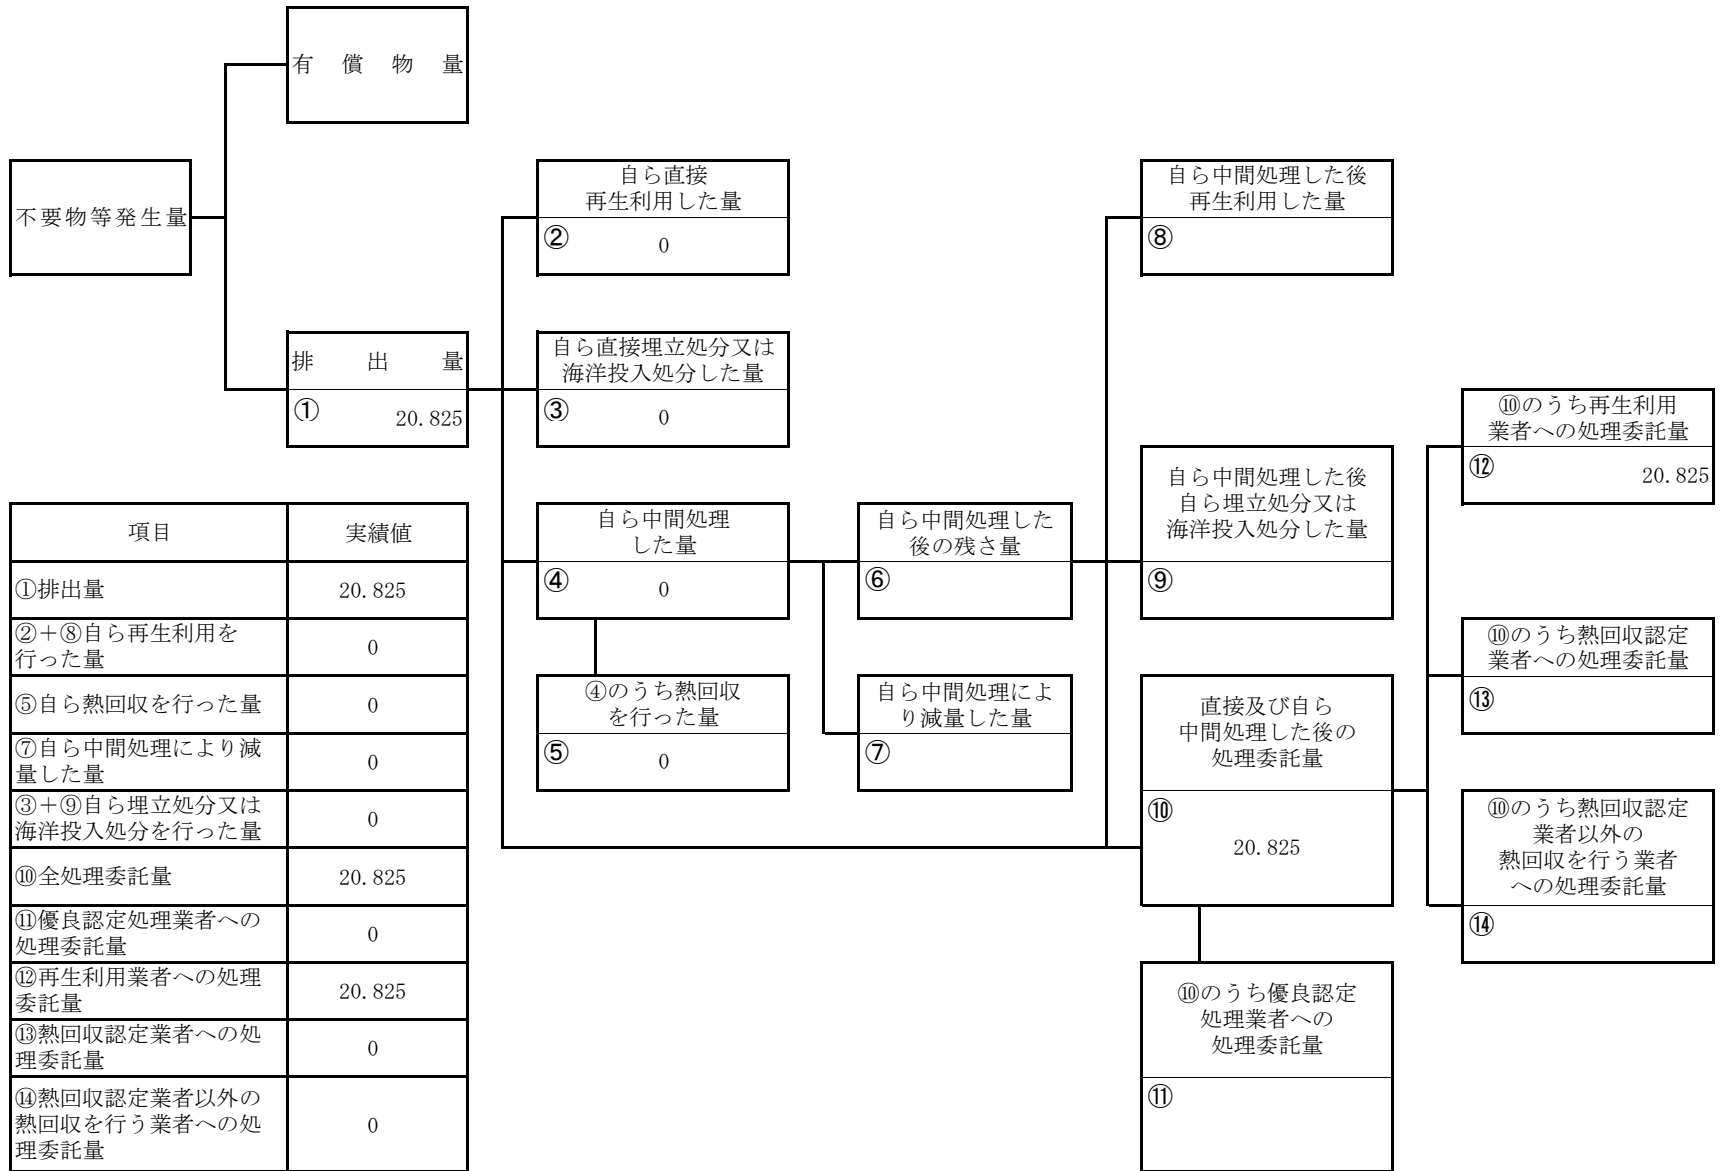 有償物量
不要物等発生量
排出量
① 20.825
自ら直接
再生利用した量
② 0
自ら直接埋立処分又は
海洋投入処分した量
③ 0
自ら中間処理
した量
④ 0
④のうち熱回収
を行った量
⑤ 0
自ら中間処理した
後の残さ量
⑥
自ら中間処理によ
り減量した量
⑦
自ら中間処理した後
再生利用した量
⑧
自ら中間処理した後
自ら埋立処分又は
海洋投入処分した量
⑨
直接及び自ら
中間処理した後の
処理委託量
⑩
20.825
⑩のうち優良認定
処理業者への
処理委託量
⑪
⑩のうち再生利用
業者への処理委託量
⑫ 20.825
⑩のうち熱回収認定
業者への処理委託量
⑬
⑩のうち熱回収認定
業者以外の
熱回収を行う業者
への処理委託量
⑭
項目 実績値
①排出量 20.825
②＋⑧自ら再生利用を
行った量 0
⑤自ら熱回収を行った量 0
⑦自ら中間処理により減
量した量 0
③＋⑨自ら埋立処分又は
海洋投入処分を行った量 0
⑩全処理委託量 20.825
⑪優良認定処理業者への
処理委託量 0
⑫再生利用業者への処理
委託量 20.825
⑬熱回収認定業者への処
理委託量 0
⑭熱回収認定業者以外の
熱回収を行う業者への処
理委託量 0